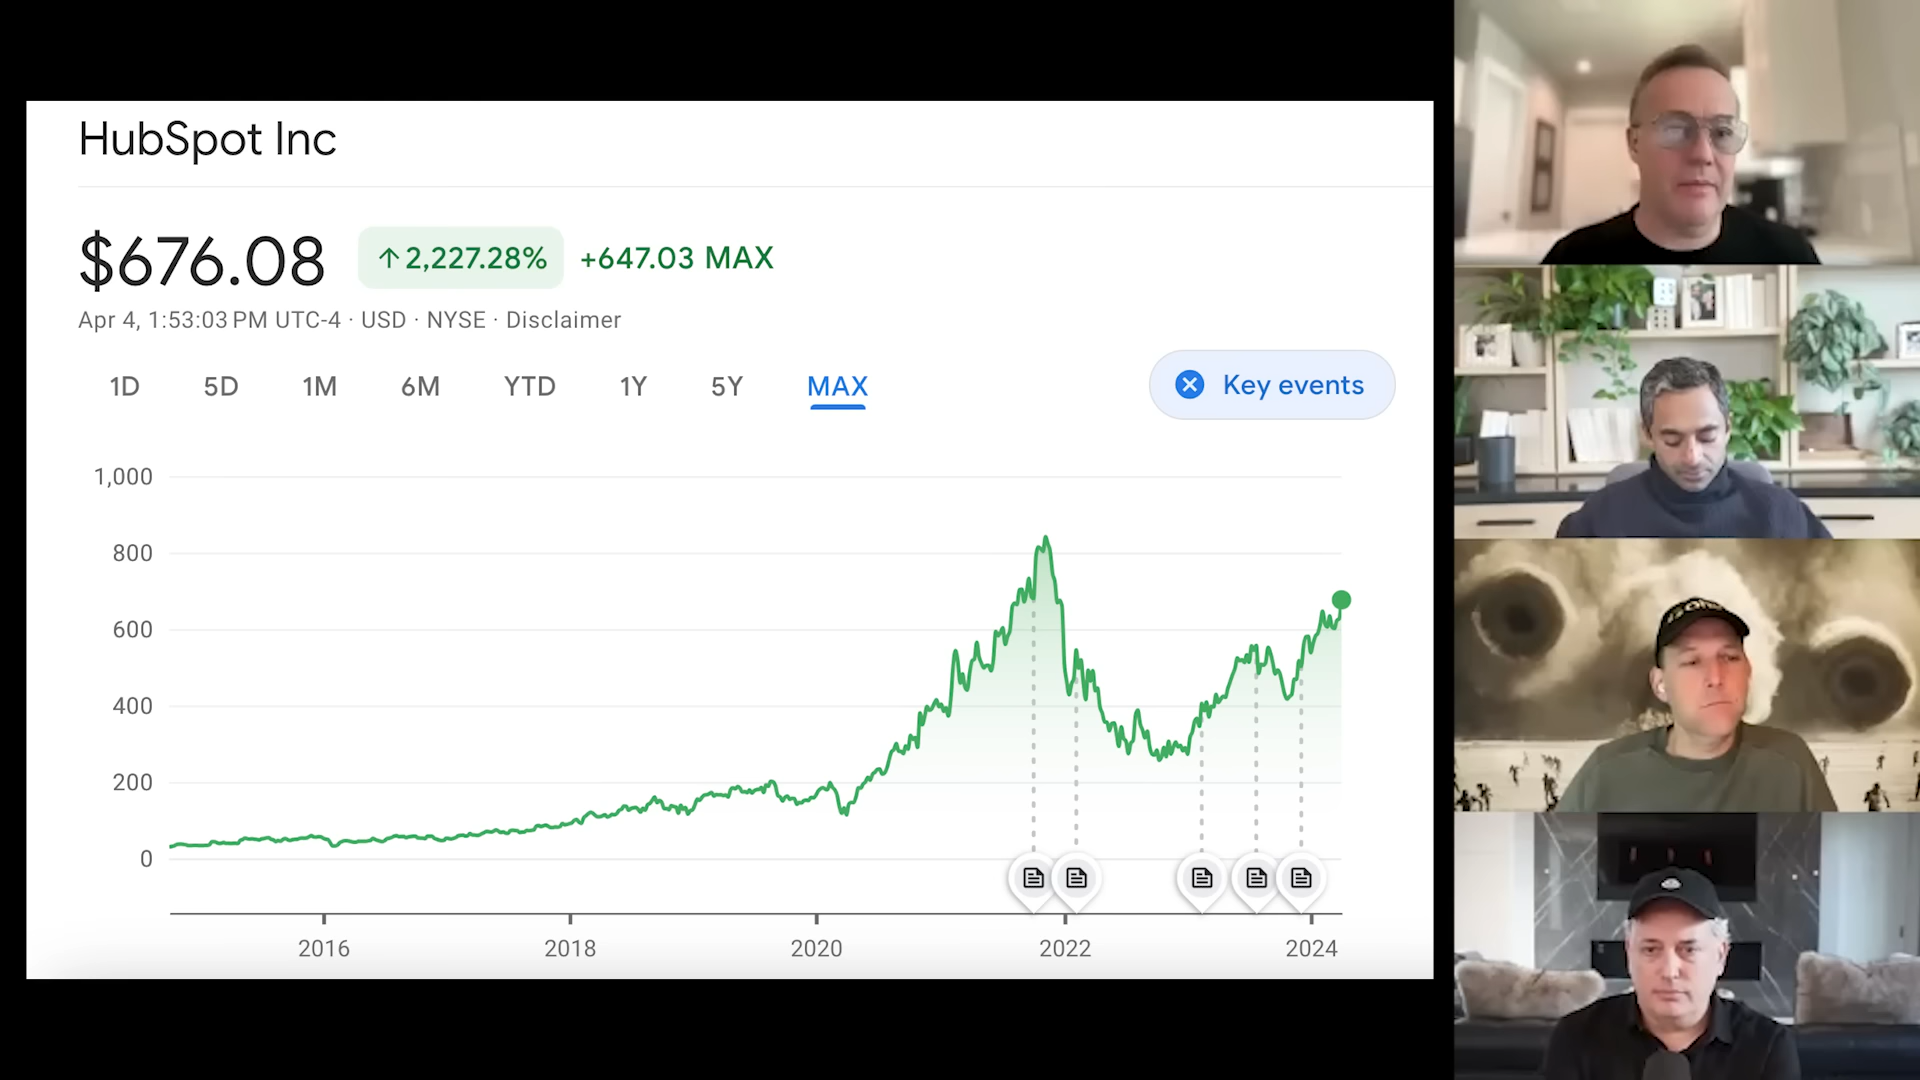 HubSpot Inc
$676.08 ↑ 2,227.28% +647.03 MAX
Apr 4, 1:53:03 PM UTC-4 · USD · NYSE · Disclaimer
1D 5D 1M 6M YTD 1Y 5Y MAX Key events
1,000
800
600
400
200
0
2016 2018 2020 2022 2024